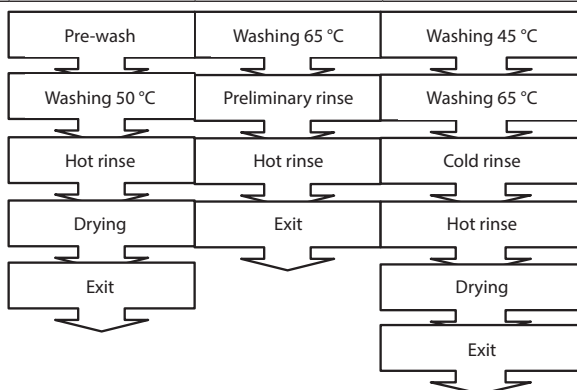 Pre-wash
Washing 50 °C
Hot rinse
Drying
Exit
Washing 65 °C
Preliminary rinse
Hot rinse
Exit
Washing 45 °C
Washing 65 °C
Cold rinse
Hot rinse
Drying
Exit